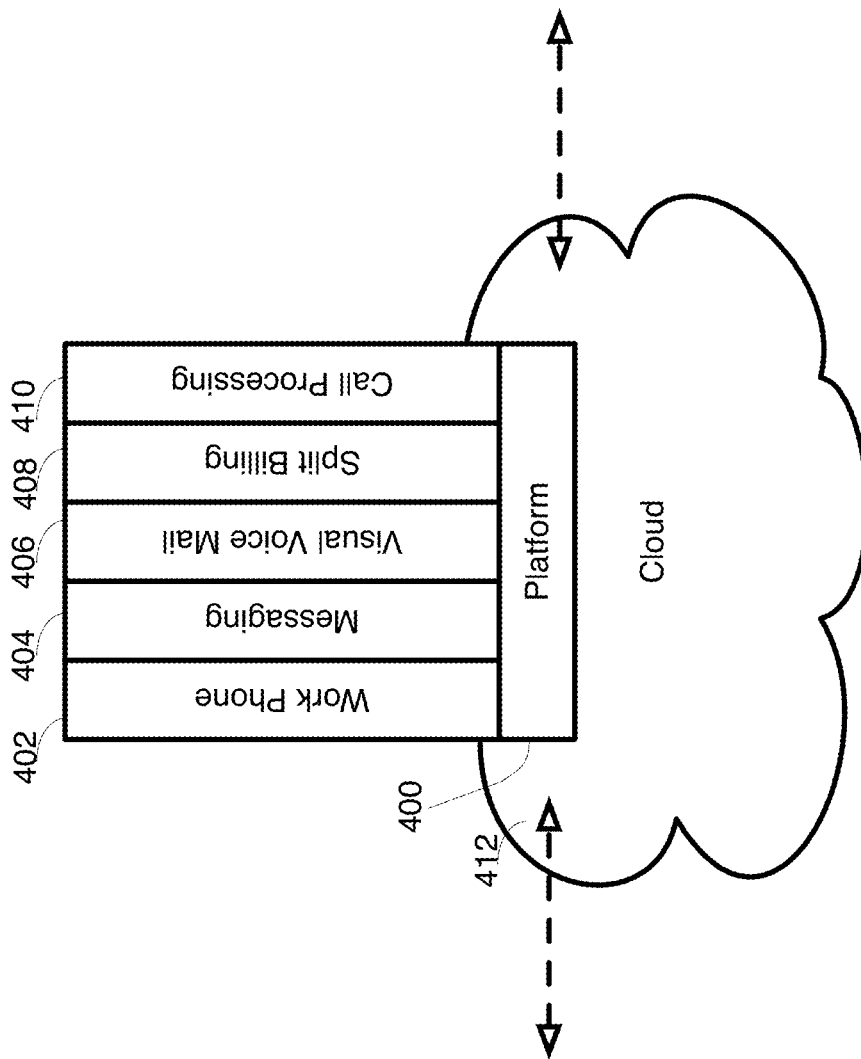 402
404
406
408
410
Work Phone
Messaging
Visual Voice Mail
Split Billing
Call Processing
400
Platform
412
Cloud